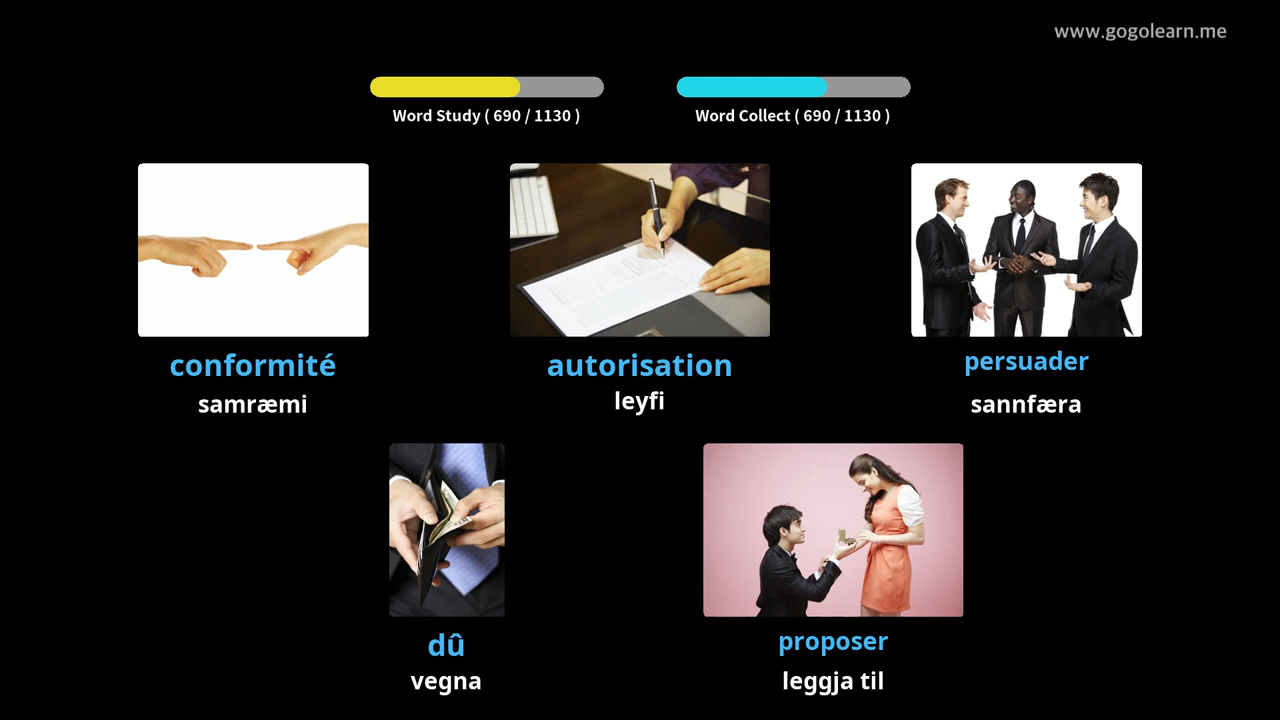 www.gogolearn.me
Word Study ( 690 / 1130 )
Word Collect ( 690 / 1130 )
conformité
samræmi
autorisation
leyfi
persuader
sannfæra
dû
vegna
proposer
leggja til